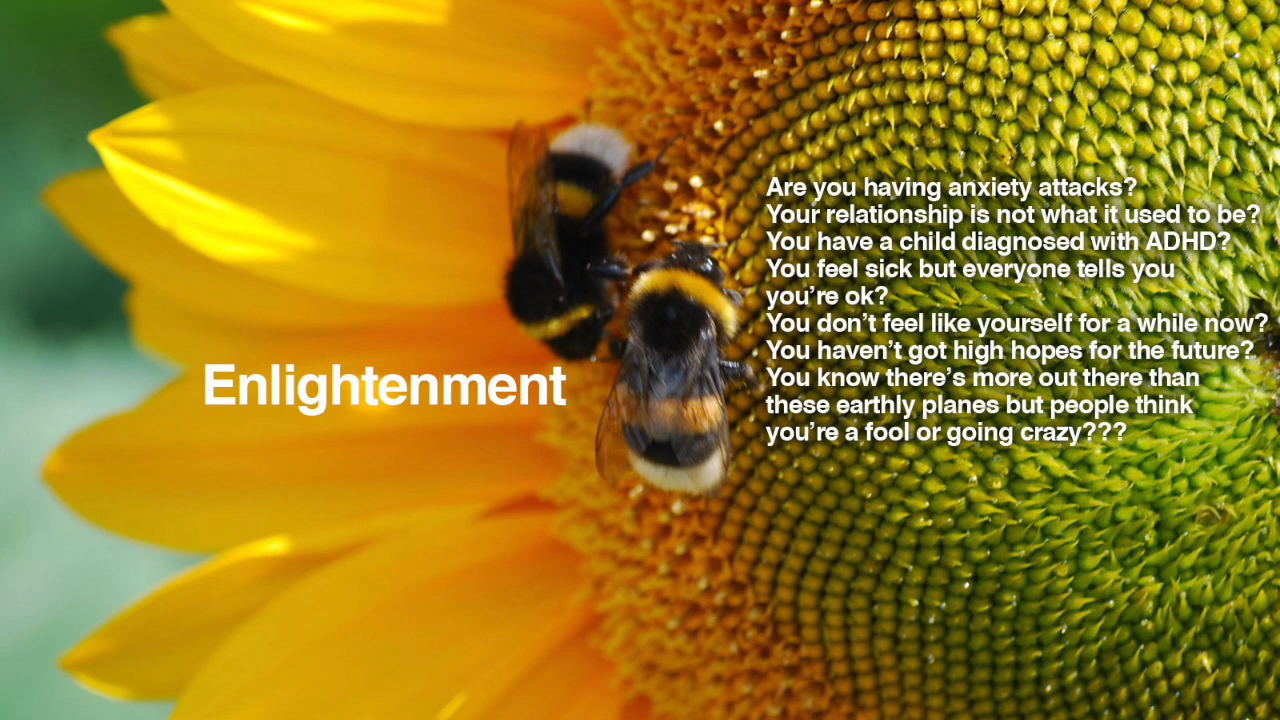 Enlightenment
Are you having anxiety attacks?
Your relationship is not what it used to be?
You have a child diagnosed with ADHD?
You feel sick but everyone tells you
you’re ok?
You don’t feel like yourself for a while now?
You haven’t got high hopes for the future?
You know there’s more out there than
these earthly planes but people think
you’re a fool or going crazy???